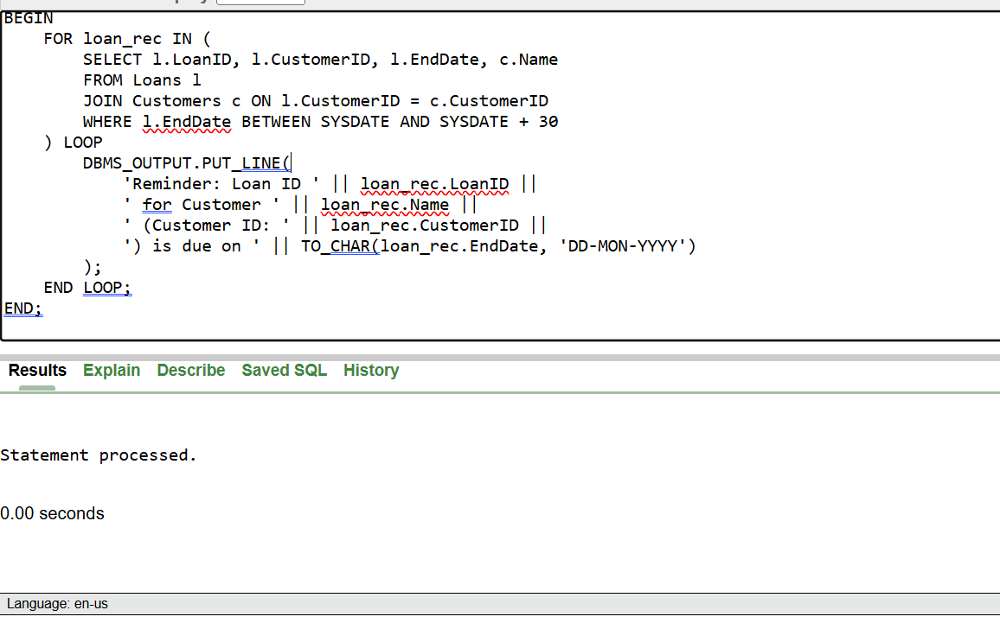 BEGIN
FOR loan_rec IN (
SELECT l.LoanID, l.CustomerID, l.EndDate, c.Name
FROM Loans l
JOIN Customers c ON l.CustomerID = c.CustomerID
WHERE l.EndDate BETWEEN SYSDATE AND SYSDATE + 30
) LOOP
DBMS_OUTPUT.PUT_LINE(
'Reminder: Loan ID ' || loan_rec.LoanID ||
' for Customer ' || loan_rec.Name ||
' (Customer ID: ' || loan_rec.CustomerID ||
') is due on ' || TO_CHAR(loan_rec.EndDate, 'DD-MON-YYYY')
);
END LOOP;
END;
Results Explain Describe Saved SQL History
Statement processed.
0.00 seconds
Language: en-us